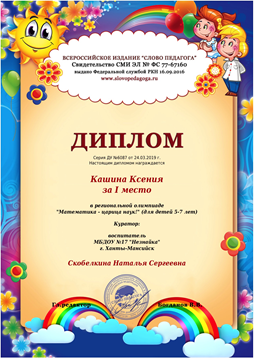 ВСЕРОССИЙСКОЕ ИЗДАНИЕ "СЛОВО ПЕДАГОГА"
Свидетельство СМИ ЭЛ № ФС 77-67160
выдано Федеральной службой РКН 16.09.2016
www.slovopedagoga.ru
ДИПЛОМ
Серия ДУ №6087 от 24.03.2019 г.
Настоящим дипломом награждается
Кашина Ксения
за I место
в региональной олимпиаде
"Математика - царица наук!" (для детей 5-7 лет)
Куратор:
воспитатель
МБДОУ №17 "Незнайка"
г. Ханты-Мансийск
Скобелкина Наталья Сергеевна
Гл.редактор Богданов В.В.